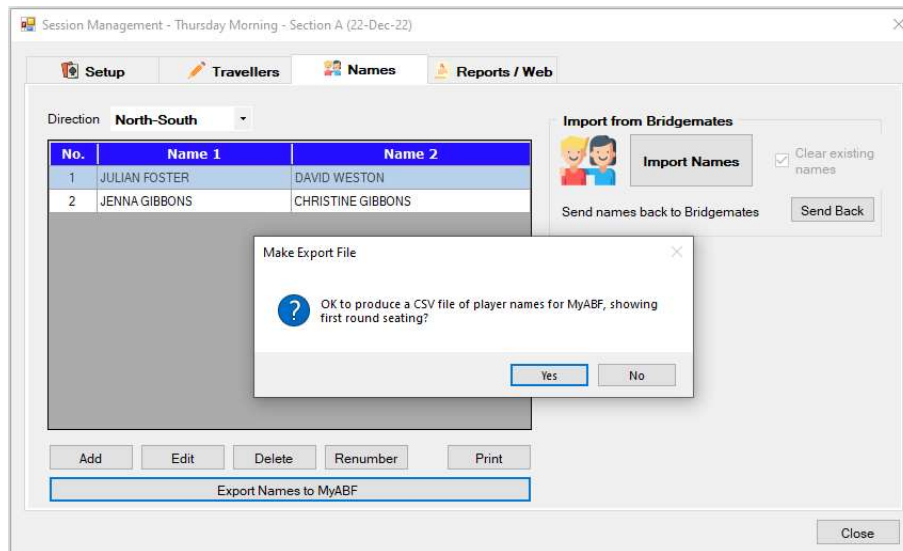 Session Management - Thursday Morning - Section A (22-Dec-22)
Setup
Travellers
Names
Reports / Web
Direction North-South
No. Name 1 Name 2
1 JULIAN FOSTER DAVID WESTON
2 JENNA GIBBONS CHRISTINE GIBBONS
Import from Bridgemates
Import Names
Clear existing
names
Send names back to Bridgemates
Send Back
Make Export File
OK to produce a CSV file of player names for MyABF, showing
first round seating?
Yes No
Add Edit Delete Renumber Print
Export Names to MyABF
Close